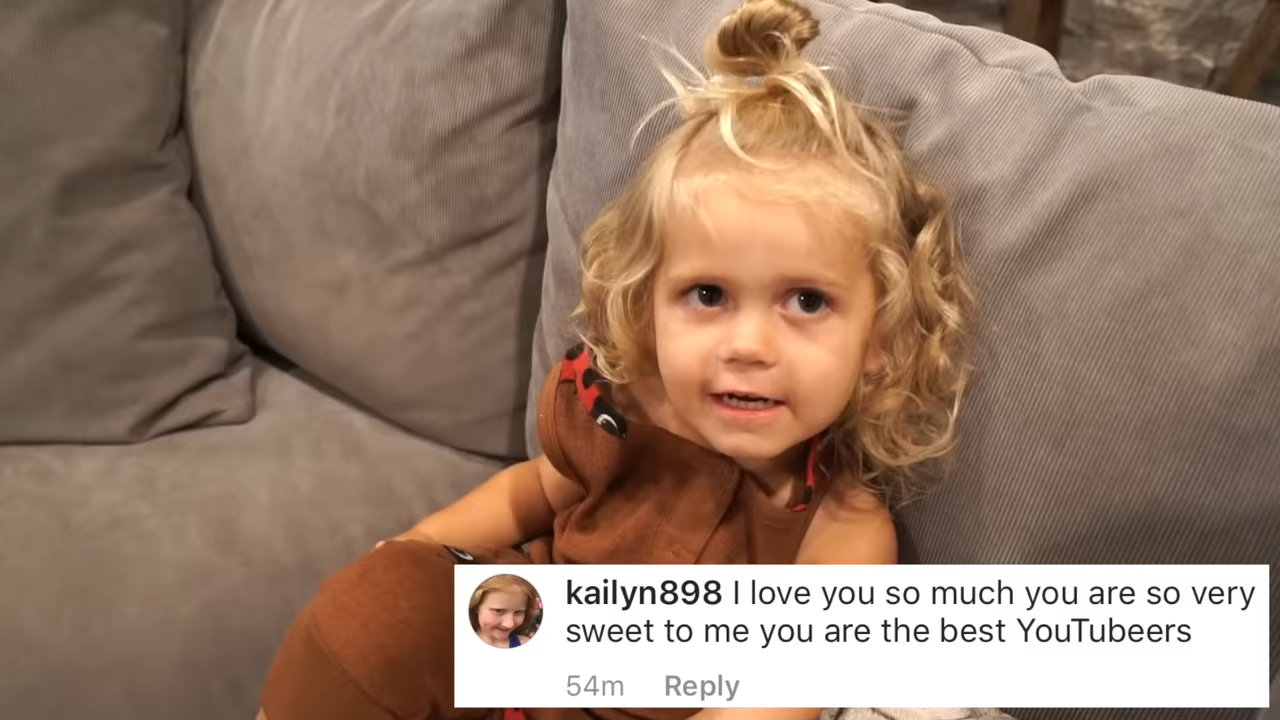 kailyn898 I love you so much you are so very
sweet to me you are the best YouTubeers
54m Reply